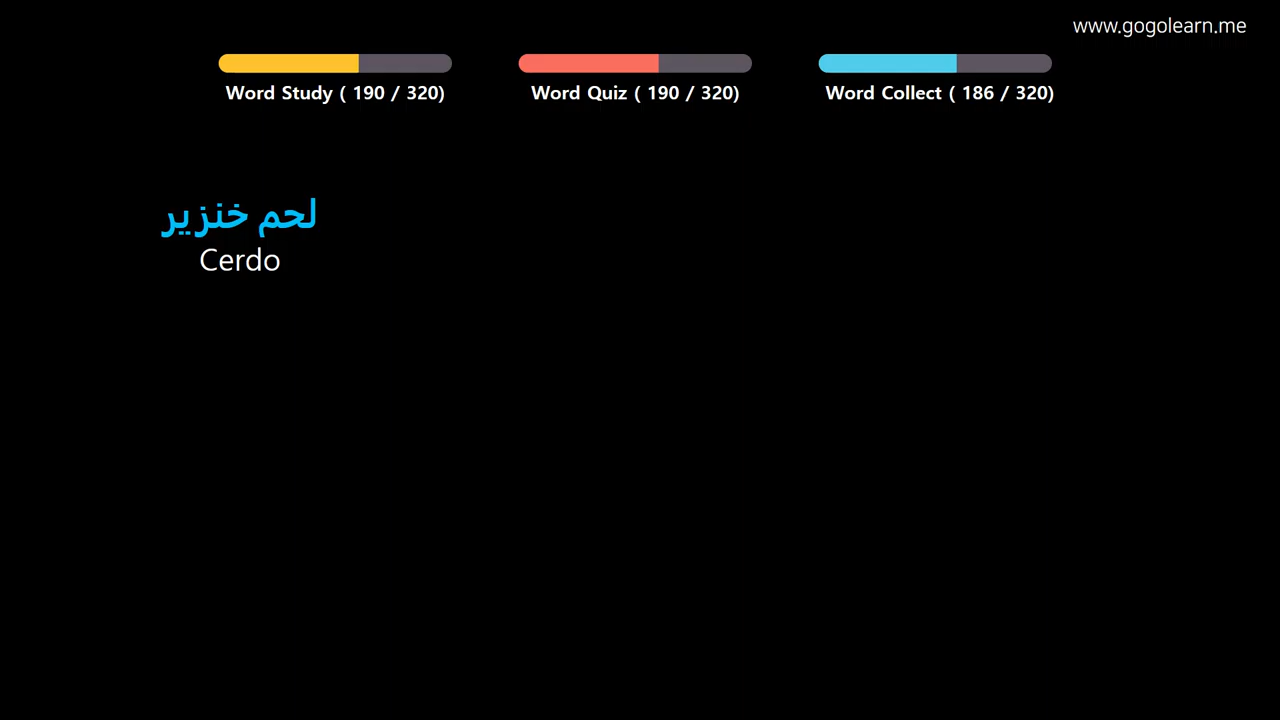 www.gogolearn.me
Word Study ( 190 / 320)
Word Quiz ( 190 / 320)
Word Collect ( 186 / 320)
لحم خنزير
Cerdo